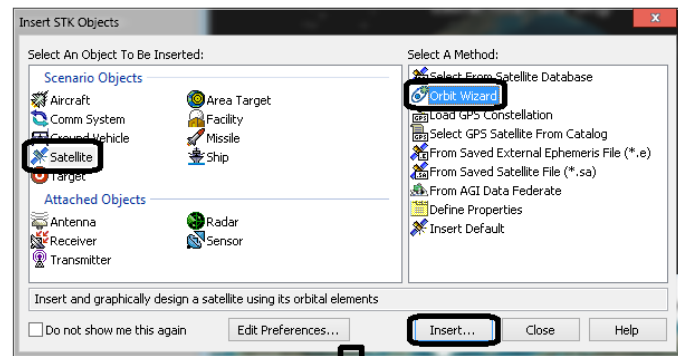 Insert STK Objects
x
Select An Object To Be Inserted:
Scenario Objects
Aircraft
Area Target
Comm System
Facility
Ground Vehicle
Missile
Satellite
Ship
Target
Attached Objects
Antenna
Radar
Receiver
Sensor
Transmitter
Select A Method:
Select From Satellite Database
Orbit Wizard
GPS Load GPS Constellation
GPS Select GPS Satellite From Catalog
From Saved External Ephemeris File (*.e)
From Saved Satellite File (*.sa)
From AGI Data Federate
Define Properties
Insert Default
Insert and graphically design a satellite using its orbital elements
Do not show me this again
Edit Preferences...
Insert...
Close
Help